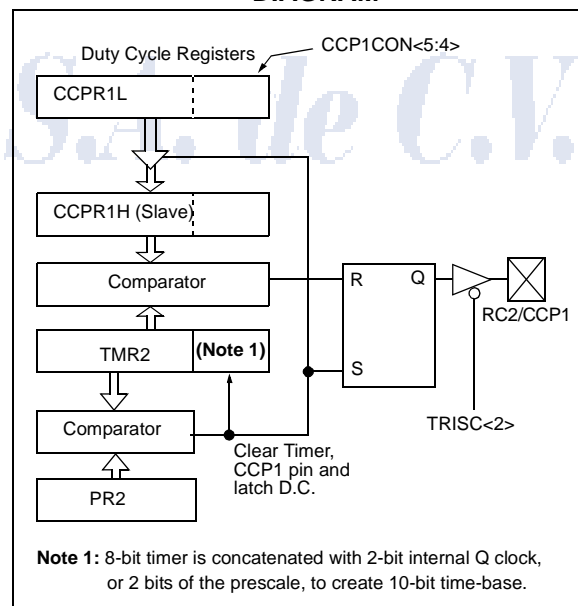 DIAGRAM
Duty Cycle Registers
CCP1CON<5:4>
CCPR1L
S.A. de C.V.
CCPR1H (Slave)
Comparator
R
Q
RC2/CCP1
TMR2
(Note 1)
S
TRISC<2>
Comparator
Clear Timer,
CCP1 pin and
latch D.C.
PR2
Note 1: 8-bit timer is concatenated with 2-bit internal Q clock,
or 2 bits of the prescale, to create 10-bit time-base.